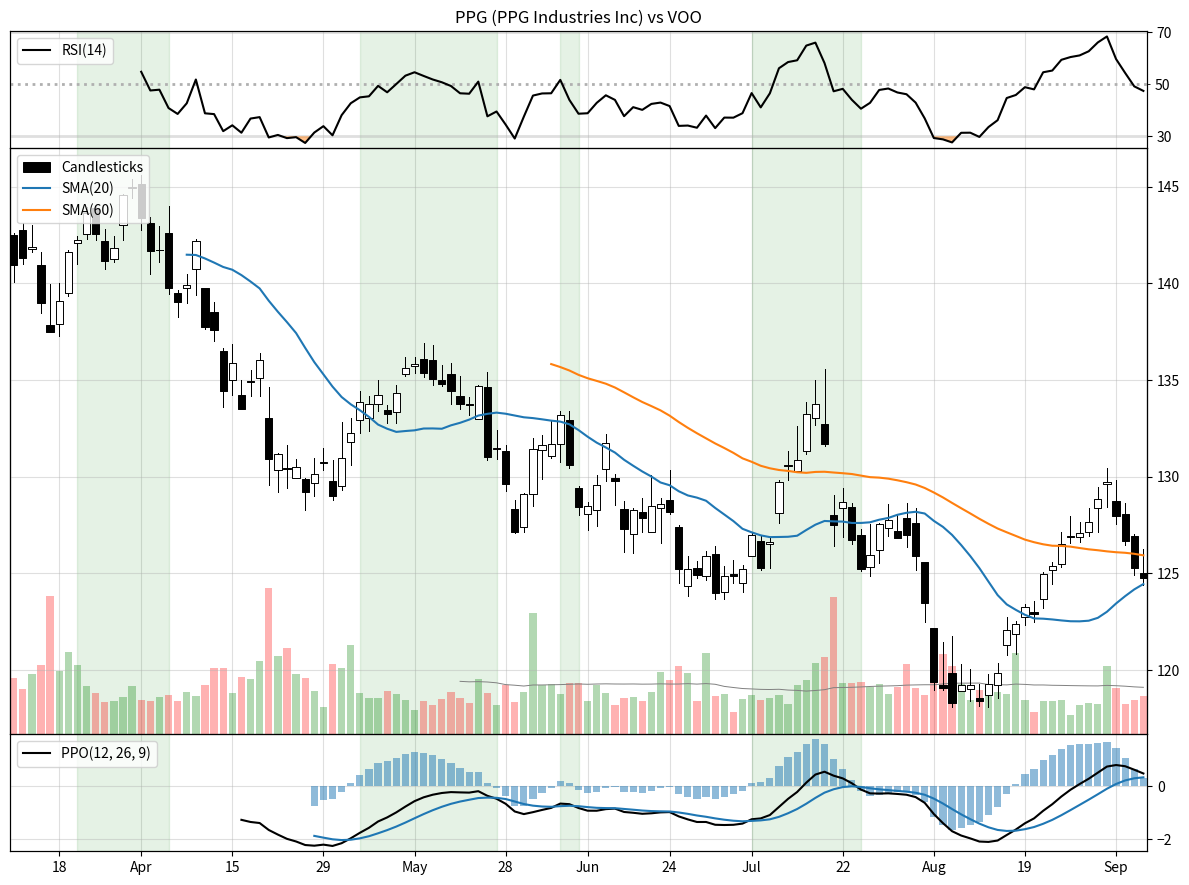 PPG (PPG Industries Inc) vs VOO
RSI(14)
70
50
30
Candlesticks
SMA(20)
SMA(60)
145
140
135
130
125
120
PPO(12, 26, 9)
0
−2
18 Apr 15 29 May 28 Jun 24 Jul 22 Aug 19 Sep